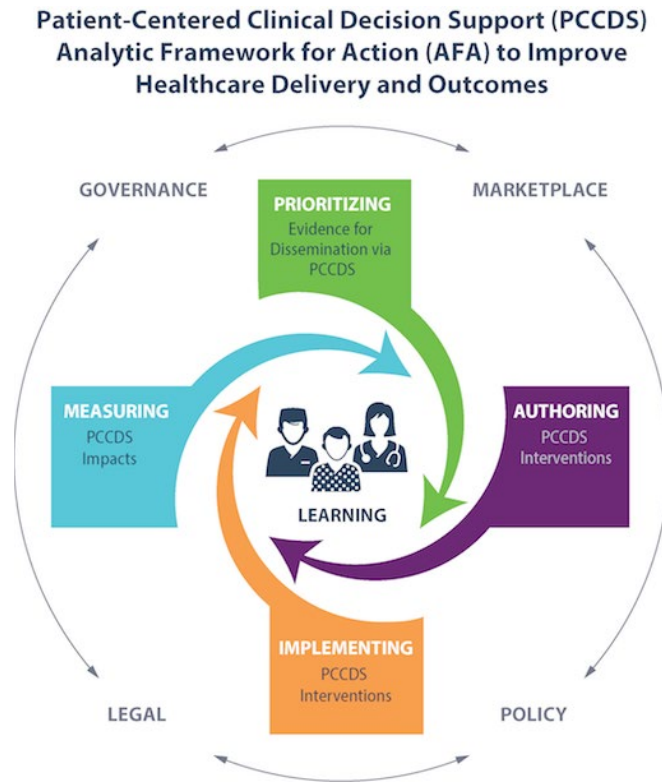 Patient-Centered Clinical Decision Support (PCCDS)
Analytic Framework for Action (AFA) to Improve
Healthcare Delivery and Outcomes
GOVERNANCE
MARKETPLACE
PRIORITIZING
Evidence for
Dissemination via
PCCDS
MEASURING
PCCDS
Impacts
AUTHORING
PCCDS
Interventions
LEARNING
IMPLEMENTING
PCCDS
Interventions
LEGAL
POLICY